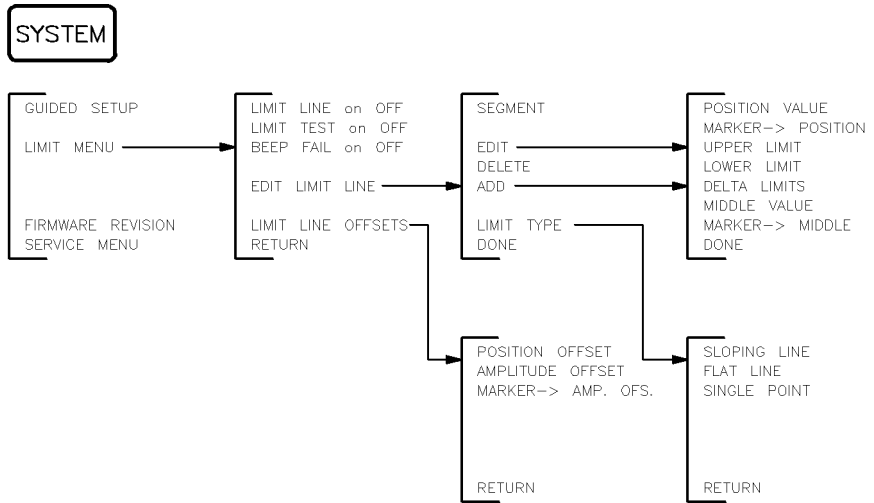 SYSTEM
GUIDED SETUP
LIMIT MENU
FIRMWARE REVISION
SERVICE MENU
LIMIT LINE on OFF
LIMIT TEST on OFF
BEEP FAIL on OFF
EDIT LIMIT LINE
LIMIT LINE OFFSETS
RETURN
SEGMENT
EDIT
DELETE
ADD
LIMIT TYPE
DONE
POSITION VALUE
MARKER-> POSITION
UPPER LIMIT
LOWER LIMIT
DELTA LIMITS
MIDDLE VALUE
MARKER-> MIDDLE
DONE
POSITION OFFSET
AMPLITUDE OFFSET
MARKER-> AMP. OFS.
RETURN
SLOPING LINE
FLAT LINE
SINGLE POINT
RETURN